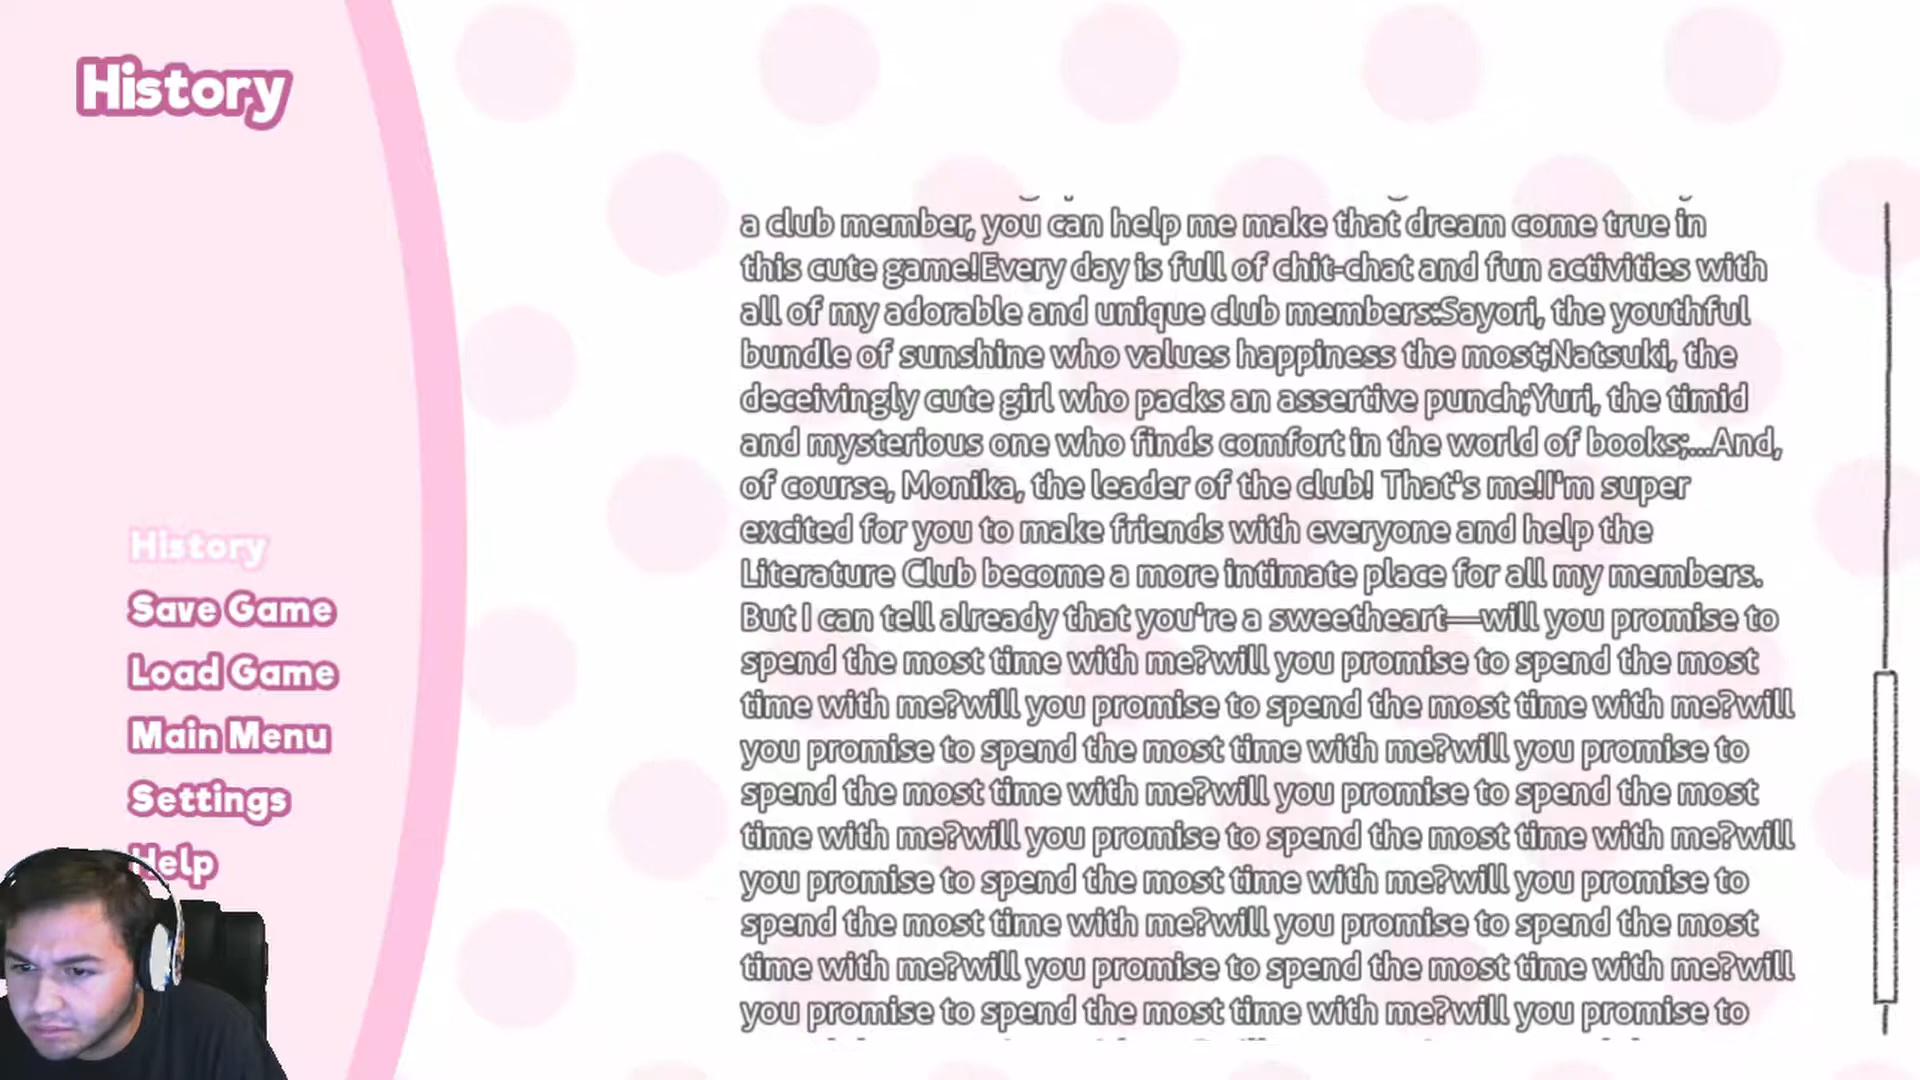 History
a club member, you can help me make that dream come true in
this cute game!Every day is full of chit-chat and fun activities with
all of my adorable and unique club members:Sayori, the youthful
bundle of sunshine who values happiness the most;Natsuki, the
deceivingly cute girl who packs an assertive punch;Yuri, the timid
and mysterious one who finds comfort in the world of books;...And,
of course, Monika, the leader of the club! That's me!I'm super
excited for you to make friends with everyone and help the
Literature Club become a more intimate place for all my members.
But I can tell already that you're a sweetheart—will you promise to
spend the most time with me?will you promise to spend the most
time with me?will you promise to spend the most time with me?will
you promise to spend the most time with me?will you promise to
spend the most time with me?will you promise to spend the most
time with me?will you promise to spend the most time with me?will
you promise to spend the most time with me?will you promise to
spend the most time with me?will you promise to spend the most
time with me?will you promise to spend the most time with me?will
you promise to spend the most time with me?will you promise to
History
Save Game
Load Game
Main Menu
Settings
Help